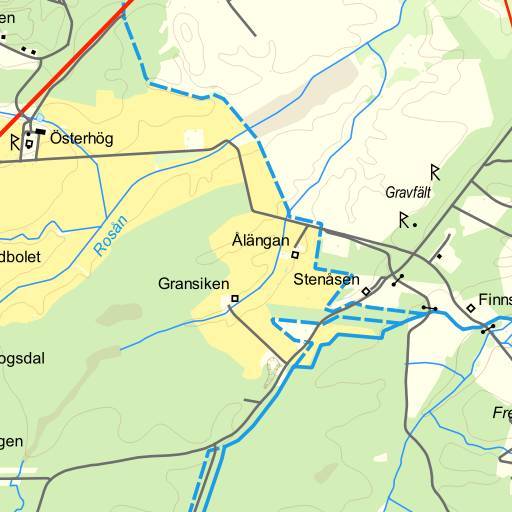 en
Österhög
Gravfält
Rosån
Ålängan
dbolet
Stenåsen
Gransiken
Finns
ogsdal
Fre
gen